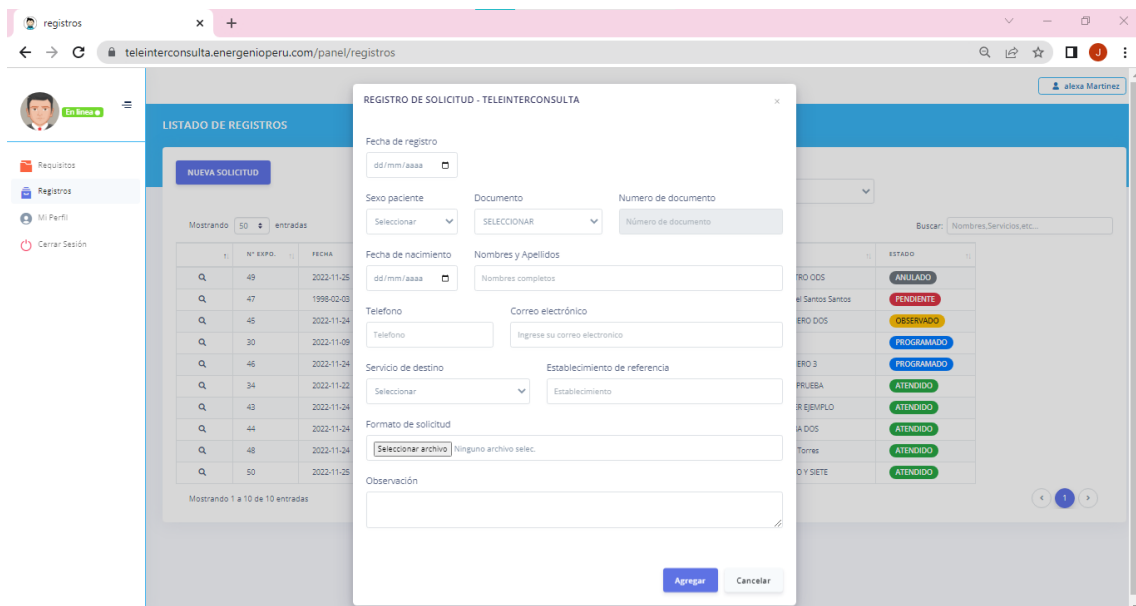 registros
teleinterconsulta.energenioperu.com/panel/registros
J
alexa Martinez
En linea
LISTADO DE REGISTROS
Requisitos
Registros
Mi Perfil
Cerrar Sesión
NUEVA SOLICITUD
Mostrando 50 entradas
Buscar: Nombres,Servicios,etc...
N° EXPO. FECHA ESTADO
49 2022-11-25 TRO ODS ANULADO
47 1998-02-03 el Santos Santos PENDIENTE
45 2022-11-24 ERO DOS OBSERVADO
30 2022-11-09 PROGRAMADO
46 2022-11-24 ERO 3 PROGRAMADO
34 2022-11-22 PRUEBA ATENDIDO
43 2022-11-24 R EJEMPLO ATENDIDO
44 2022-11-24 IA DOS ATENDIDO
48 2022-11-24 Torres ATENDIDO
50 2022-11-25 O Y SIETE ATENDIDO
Mostrando 1 a 10 de 10 entradas
1
REGISTRO DE SOLICITUD - TELEINTERCONSULTA
Fecha de registro
dd/mm/aaaa
Sexo paciente Documento Numero de documento
Seleccionar SELECCIONAR Número de documento
Fecha de nacimiento Nombres y Apellidos
dd/mm/aaaa Nombres completos
Telefono Correo electrónico
Telefono Ingrese su correo electronico
Servicio de destino Establecimiento de referencia
Seleccionar Establecimiento
Formato de solicitud
Seleccionar archivo Ninguno archivo selec.
Observación
Agregar Cancelar